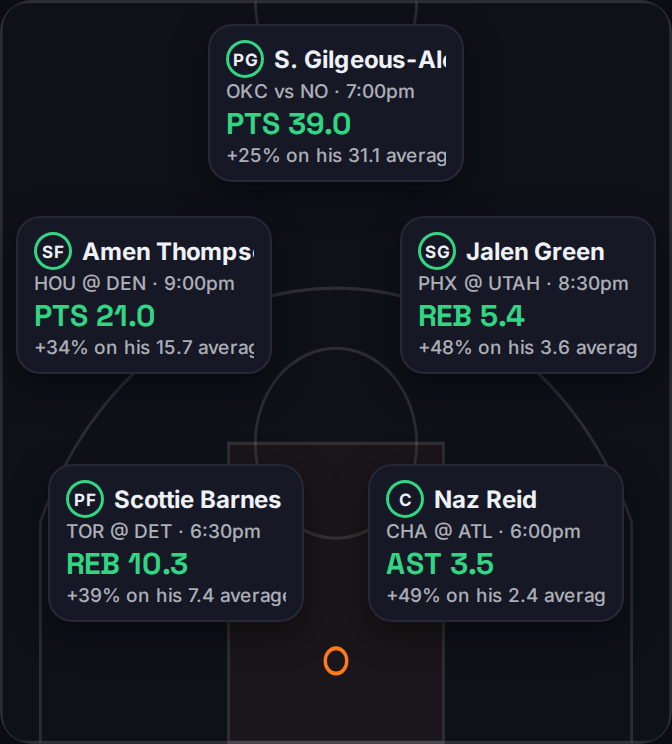 PG S. Gilgeous-Al
OKC vs NO · 7:00pm
PTS 39.0
+25% on his 31.1 averag
SF Amen Thomps
HOU @ DEN · 9:00pm
PTS 21.0
+34% on his 15.7 averag
SG Jalen Green
PHX @ UTAH · 8:30pm
REB 5.4
+48% on his 3.6 averag
PF Scottie Barnes
TOR @ DET · 6:30pm
REB 10.3
+39% on his 7.4 average
C Naz Reid
CHA @ ATL · 6:00pm
AST 3.5
+49% on his 2.4 averag